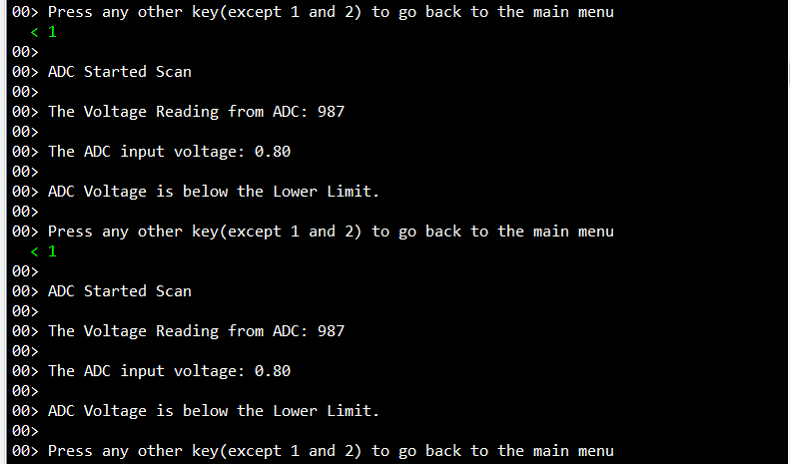 00> Press any other key(except 1 and 2) to go back to the main menu
< 1
00>
00> ADC Started Scan
00>
00> The Voltage Reading from ADC: 987
00>
00> The ADC input voltage: 0.80
00>
00> ADC Voltage is below the Lower Limit.
00>
00> Press any other key(except 1 and 2) to go back to the main menu
< 1
00>
00> ADC Started Scan
00>
00> The Voltage Reading from ADC: 987
00>
00> The ADC input voltage: 0.80
00>
00> ADC Voltage is below the Lower Limit.
00>
00> Press any other key(except 1 and 2) to go back to the main menu